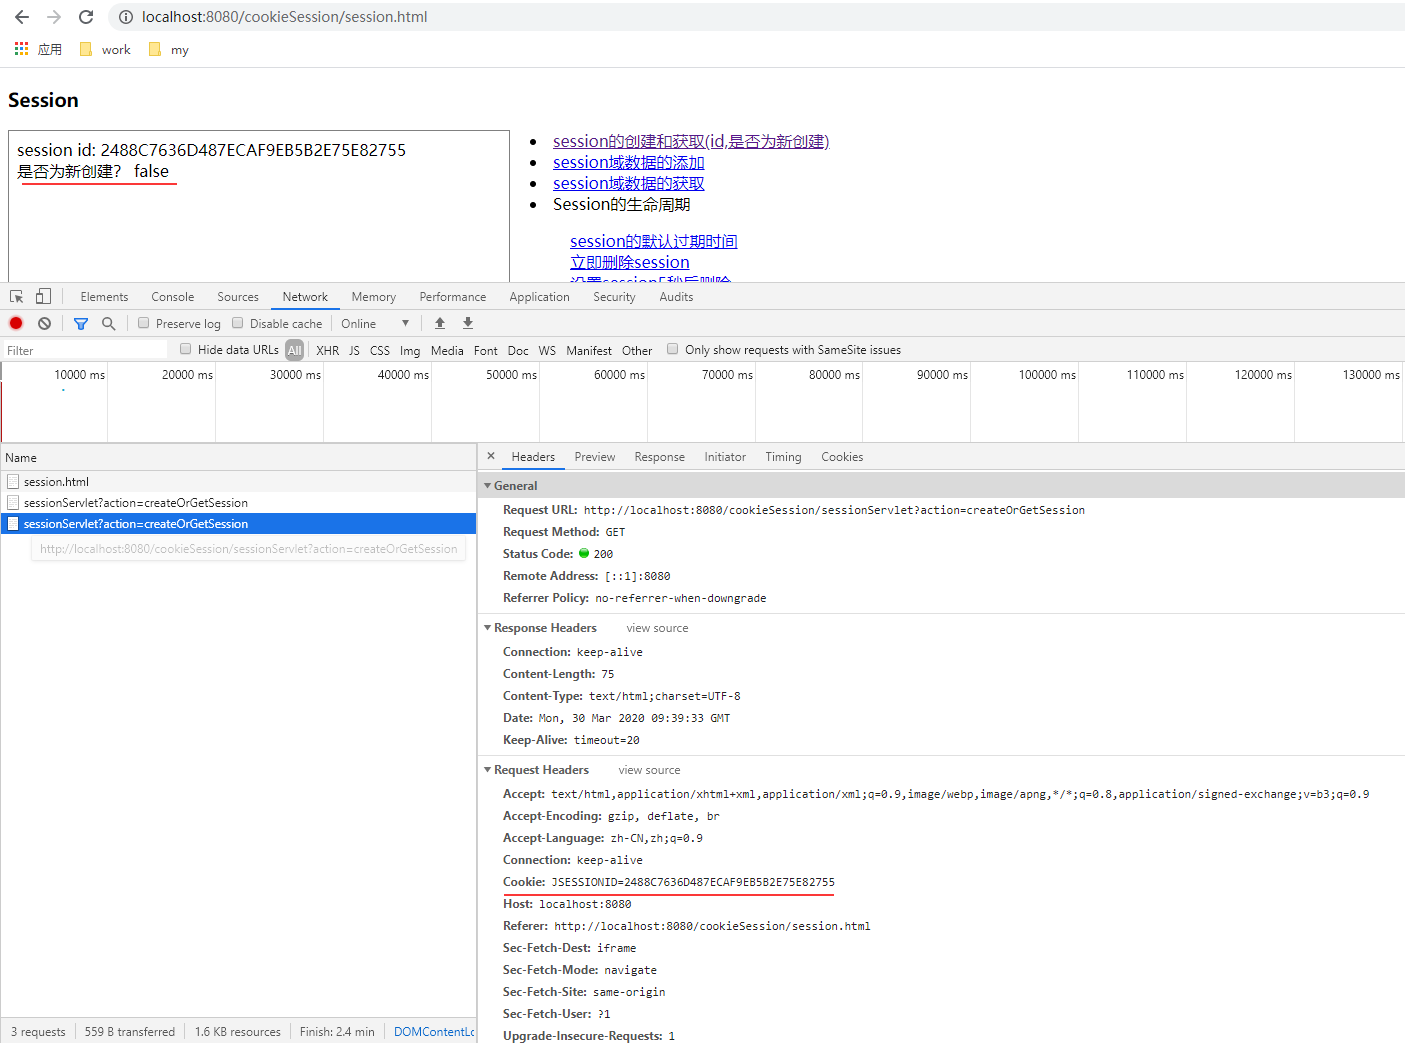 localhost:8080/cookieSession/session.html
应用 work my
Session
session id: 2488C7636D487ECAF9EB5B2E75E82755
是否为新创建？ false
session的创建和获取(id,是否为新创建)
session域数据的添加
session域数据的获取
Session的生命周期
session的默认过期时间
立即删除session
设置session5秒后删除
Elements Console Sources Network Memory Performance Application Security Audits
Preserve log Disable cache Online
Filter Hide data URLs All XHR JS CSS Img Media Font Doc WS Manifest Other Only show requests with SameSite issues
10000 ms 20000 ms 30000 ms 40000 ms 50000 ms 60000 ms 70000 ms 80000 ms 90000 ms 100000 ms 110000 ms 120000 ms 130000 ms
Name
session.html
sessionServlet?action=createOrGetSession
sessionServlet?action=createOrGetSession
http://localhost:8080/cookieSession/sessionServlet?action=createOrGetSession
3 requests 559 B transferred 1.6 KB resources Finish: 2.4 min DOMContentLo
× Headers Preview Response Initiator Timing Cookies
General
Request URL: http://localhost:8080/cookieSession/sessionServlet?action=createOrGetSession
Request Method: GET
Status Code: 200
Remote Address: [::1]:8080
Referrer Policy: no-referrer-when-downgrade
Response Headers view source
Connection: keep-alive
Content-Length: 75
Content-Type: text/html;charset=UTF-8
Date: Mon, 30 Mar 2020 09:39:33 GMT
Keep-Alive: timeout=20
Request Headers view source
Accept: text/html,application/xhtml+xml,application/xml;q=0.9,image/webp,image/apng,*/*;q=0.8,application/signed-exchange;v=b3;q=0.9
Accept-Encoding: gzip, deflate, br
Accept-Language: zh-CN,zh;q=0.9
Connection: keep-alive
Cookie: JSESSIONID=2488C7636D487ECAF9EB5B2E75E82755
Host: localhost:8080
Referer: http://localhost:8080/cookieSession/session.html
Sec-Fetch-Dest: iframe
Sec-Fetch-Mode: navigate
Sec-Fetch-Site: same-origin
Sec-Fetch-User: ?1
Upgrade-Insecure-Requests: 1